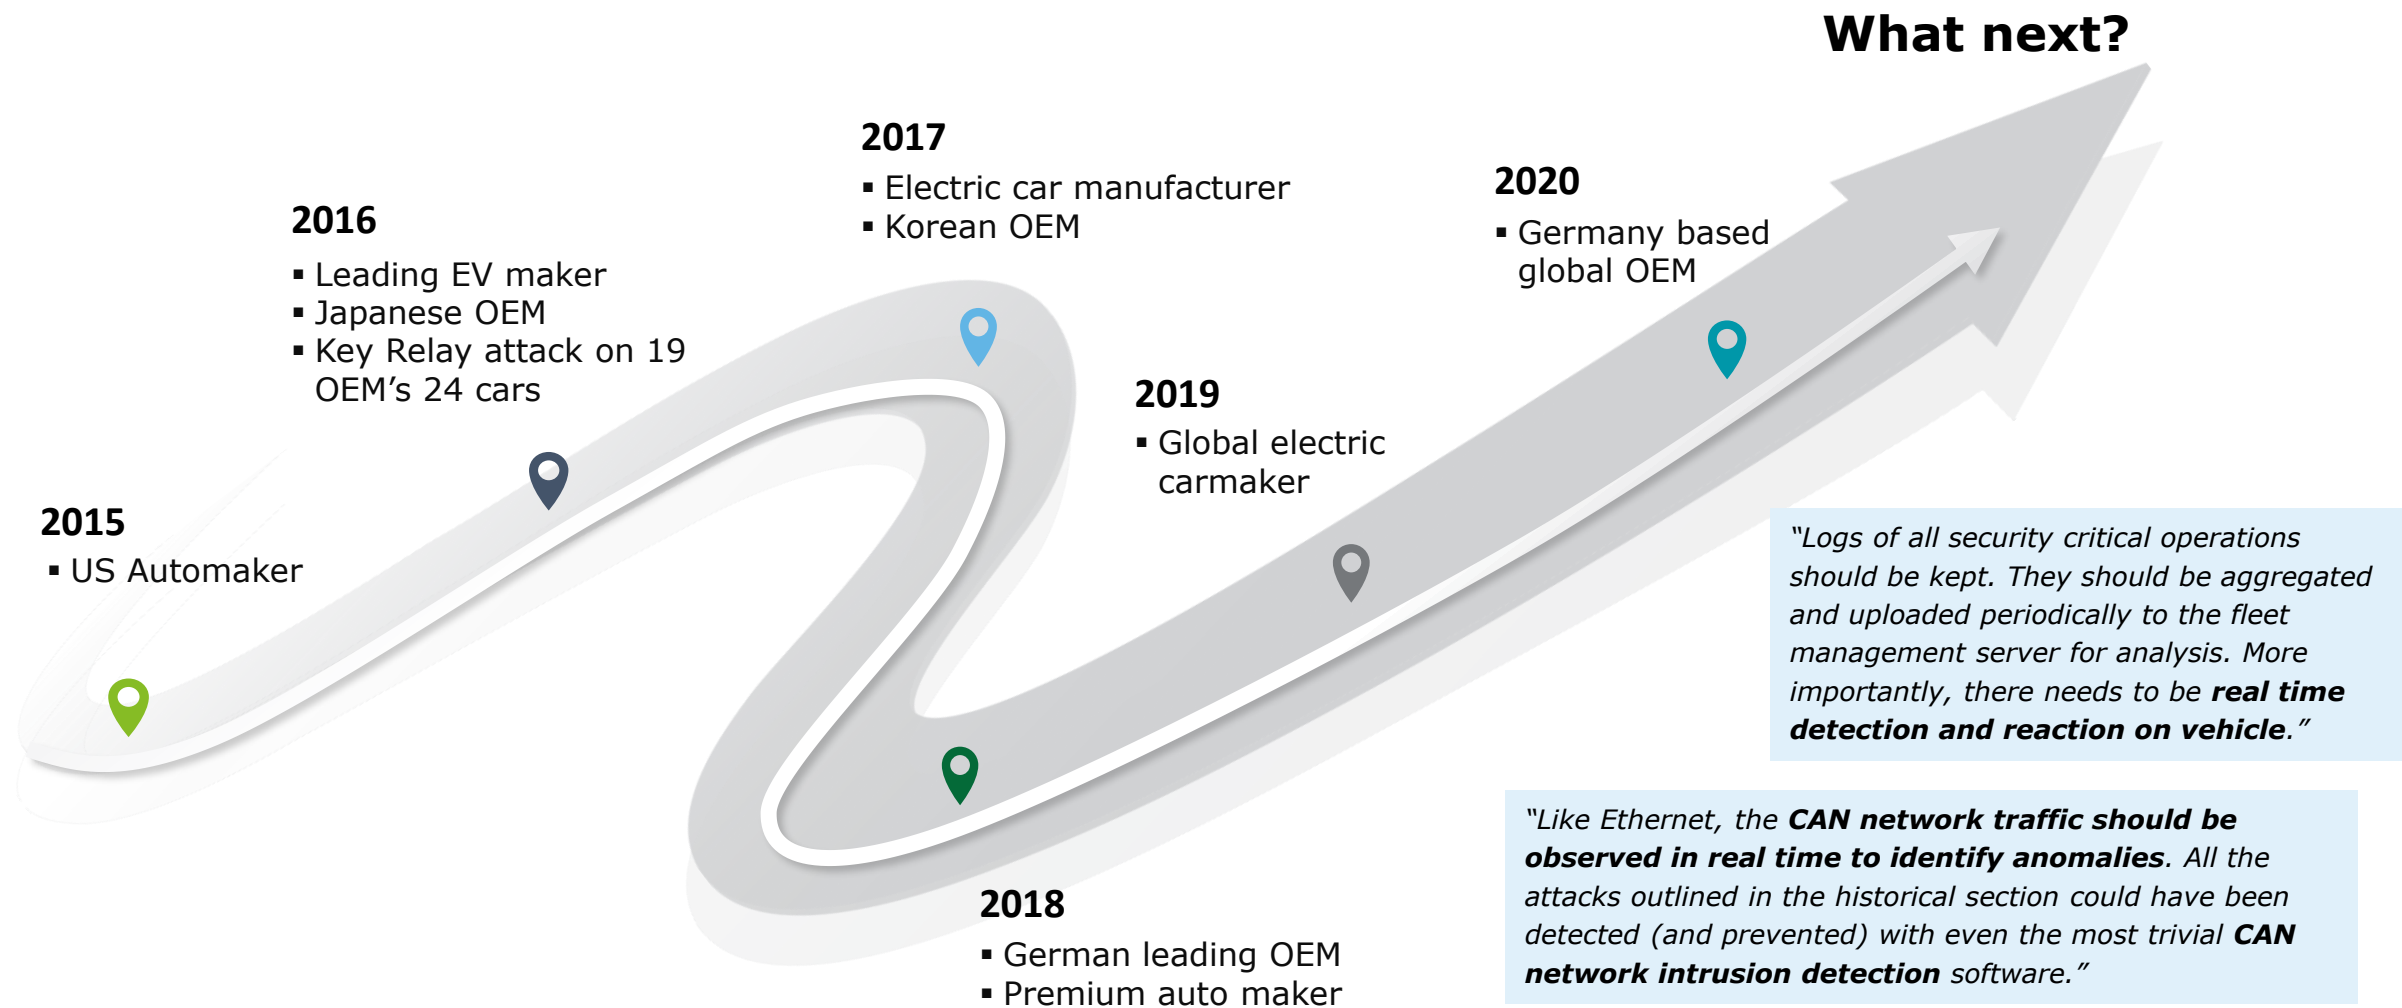 What next?
2015
▪ US Automaker
2016
▪ Leading EV maker
▪ Japanese OEM
▪ Key Relay attack on 19
OEM’s 24 cars
2017
▪ Electric car manufacturer
▪ Korean OEM
2018
▪ German leading OEM
▪ Premium auto maker
2019
▪ Global electric
carmaker
2020
▪ Germany based
global OEM
“Logs of all security critical operations
should be kept. They should be aggregated
and uploaded periodically to the fleet
management server for analysis. More
importantly, there needs to be real time
detection and reaction on vehicle.”
“Like Ethernet, the CAN network traffic should be
observed in real time to identify anomalies. All the
attacks outlined in the historical section could have been
detected (and prevented) with even the most trivial CAN
network intrusion detection software.”